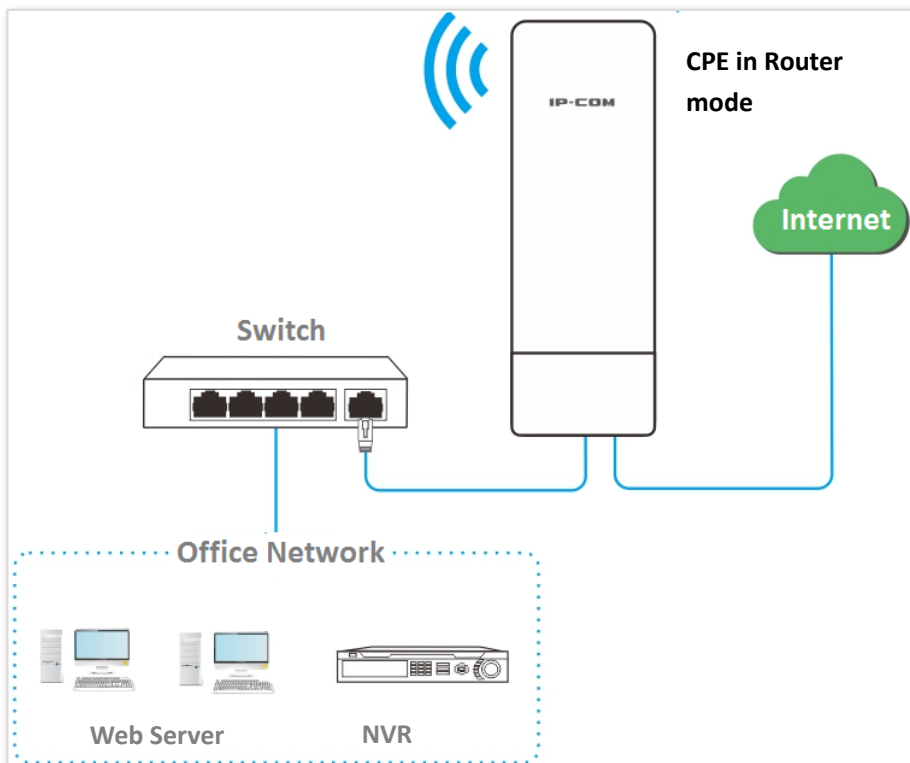 CPE in Router
mode
IP-COM
Internet
Switch
Office Network
Web Server
NVR